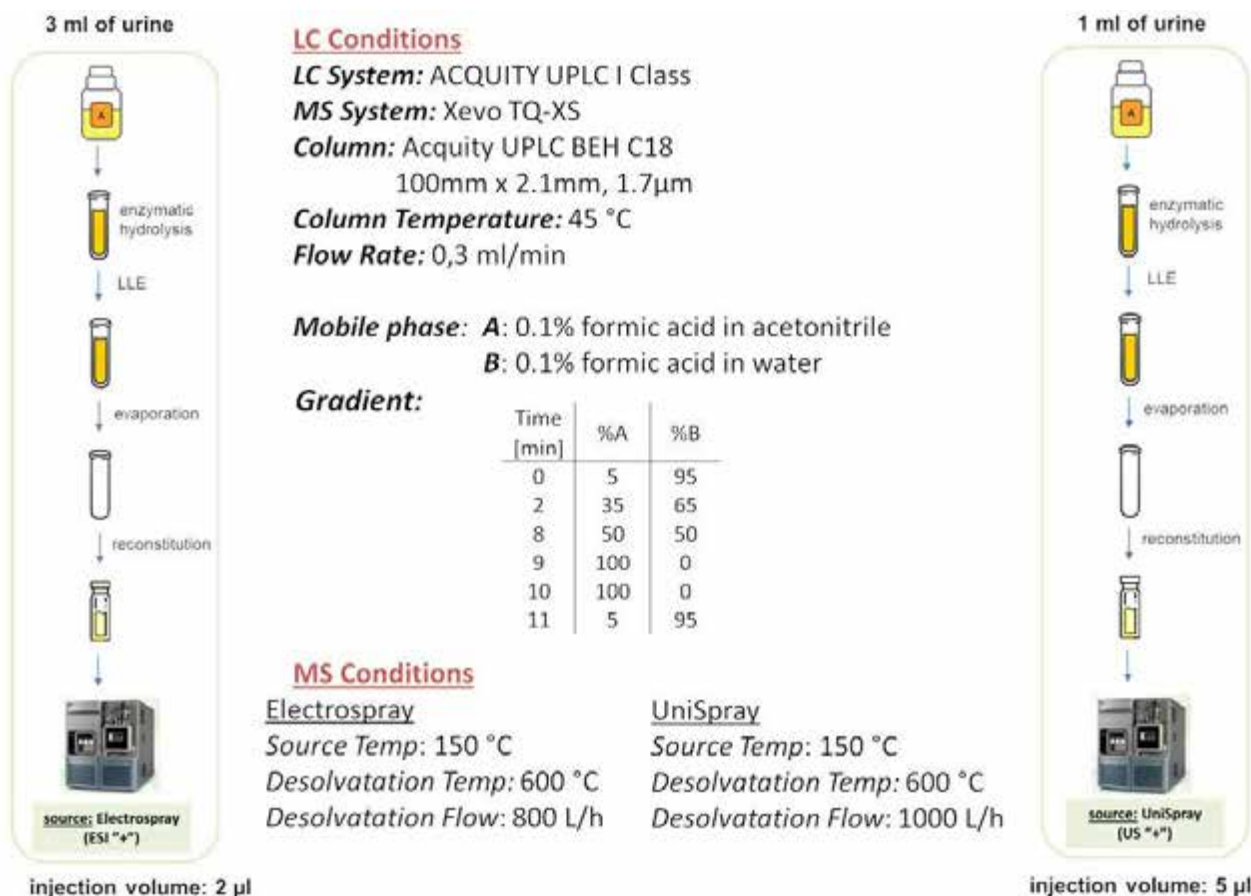 3 ml of urine
A
enzymatic
hydrolysis
LLE
evaporation
reconstitution
source: Electrospray
(ESI "+")
injection volume: 2 µl
LC Conditions
LC System: ACQUITY UPLC I Class
MS System: Xevo TQ-XS
Column: Acquity UPLC BEH C18
100mm x 2.1mm, 1.7µm
Column Temperature: 45 °C
Flow Rate: 0,3 ml/min
Mobile phase: A: 0.1% formic acid in acetonitrile
B: 0.1% formic acid in water
Gradient:
Time
[min] %A %B
0 5 95
2 35 65
8 50 50
9 100 0
10 100 0
11 5 95
MS Conditions
Electrospray
Source Temp: 150 °C
Desolvatation Temp: 600 °C
Desolvatation Flow: 800 L/h
UniSpray
Source Temp: 150 °C
Desolvatation Temp: 600 °C
Desolvatation Flow: 1000 L/h
1 ml of urine
A
enzymatic
hydrolysis
LLE
evaporation
reconstitution
source: UniSpray
(US "+")
injection volume: 5 µl